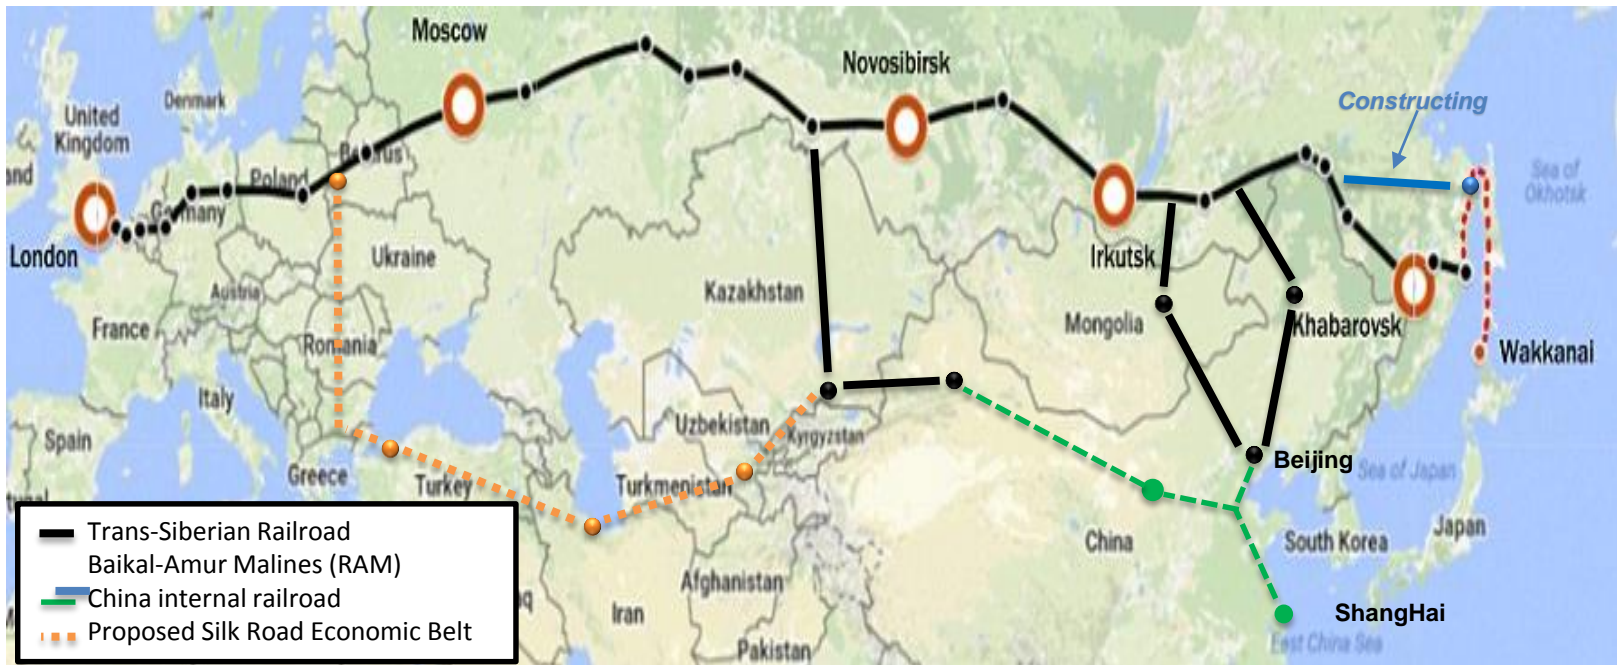 Moscow
Novosibirsk
Constructing
Denmark
United
Kingdom
Belarus
Poland
Sea of
Okhotsk
Germany
London
Ukraine
Irkutsk
Austria
Kazakhstan
France
Mongolia
Khabarovsk
Romania
Wakkanai
Italy
Uzbekistan
Kyrgyzstan
Spain
Beijing
Sea of Japan
Greece
Turkey
Turkmenistan
China
South Korea
Japan
Afghanistan
Iran
ShangHai
East China Sea
Pakistan
Trans-Siberian Railroad
Baikal-Amur Malines (RAM)
China internal railroad
Proposed Silk Road Economic Belt